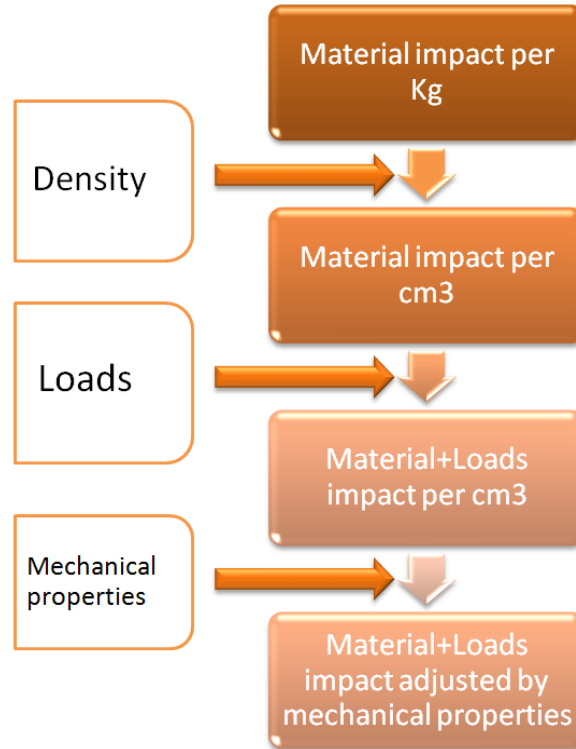 Material impact per
Kg
Density
Material impact per
cm3
Loads
Material+Loads
impact per cm3
Mechanical
properties
Material+Loads
impact adjusted by
mechanical properties